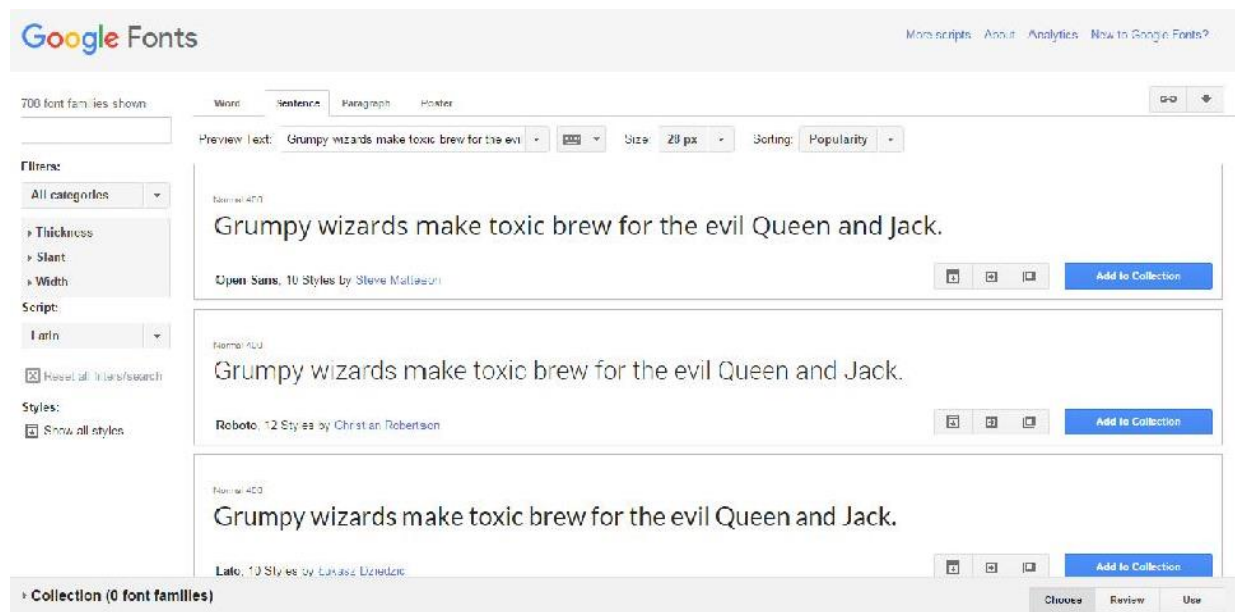 Google Fonts
More scripts About Analytics New to Google Fonts?
708 font families shown
Word Sentence Paragraph Poster
Preview Text: Grumpy wizards make toxic brew for the evi Size: 28 px Sorting: Popularity
Filters:
All categories
Thickness
Slant
Width
Script:
Latin
Reset all filters/search
Styles:
Show all styles
Normal 400
Grumpy wizards make toxic brew for the evil Queen and Jack.
Open Sans, 10 Styles by Steve Matteson
Add to Collection
Normal 400
Grumpy wizards make toxic brew for the evil Queen and Jack.
Roboto, 12 Styles by Christian Robertson
Add to Collection
Normal 400
Grumpy wizards make toxic brew for the evil Queen and Jack.
Lato, 10 Styles by Łukasz Dziedzic
Add to Collection
Collection (0 font families)
Choose Review Use